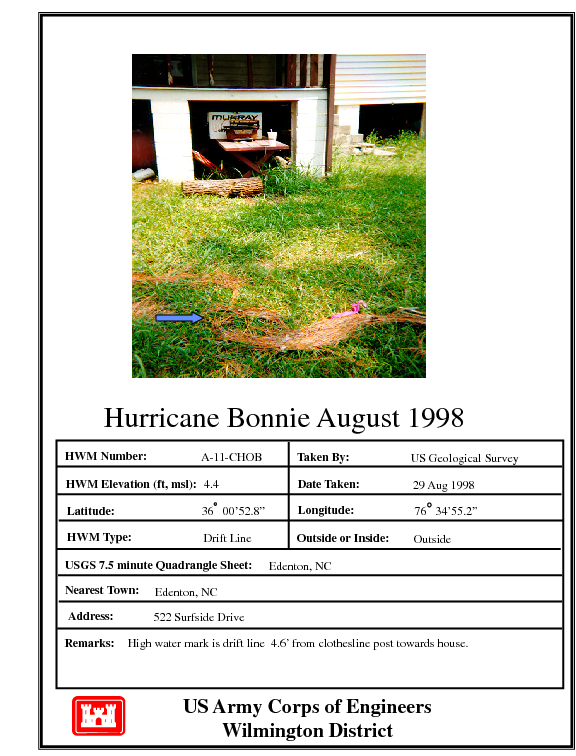 MURRAY
Hurricane Bonnie August 1998
HWM Number: A-11-CHOB Taken By: US Geological Survey
HWM Elevation (ft, msl): 4.4 Date Taken: 29 Aug 1998
Latitude: 36° 00’52.8” Longitude: 76° 34’55.2”
HWM Type: Drift Line Outside or Inside: Outside
USGS 7.5 minute Quadrangle Sheet: Edenton, NC
Nearest Town: Edenton, NC
Address: 522 Surfside Drive
Remarks: High water mark is drift line 4.6’ from clothesline post towards house.
US Army Corps of Engineers
Wilmington District